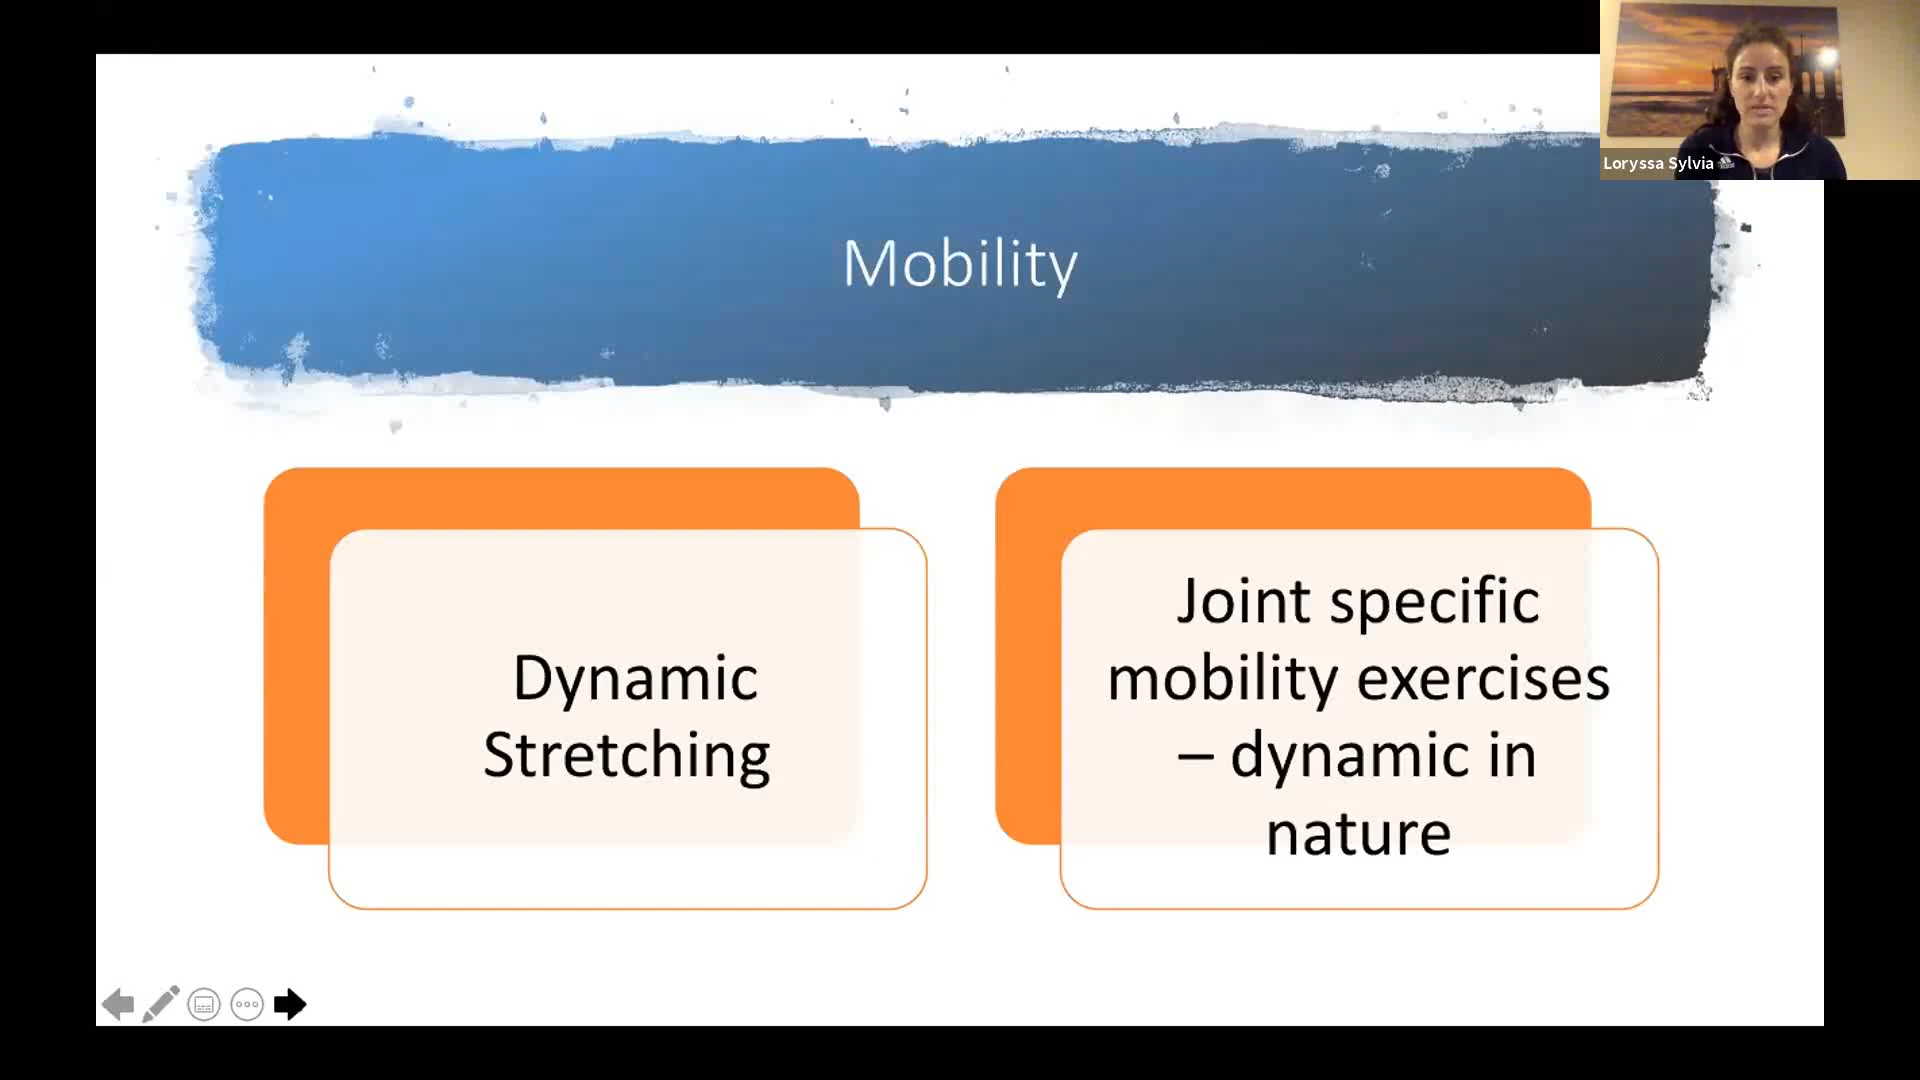 Loryssa Sylvia
Mobility
Dynamic
Stretching
Joint specific
mobility exercises
– dynamic in
nature